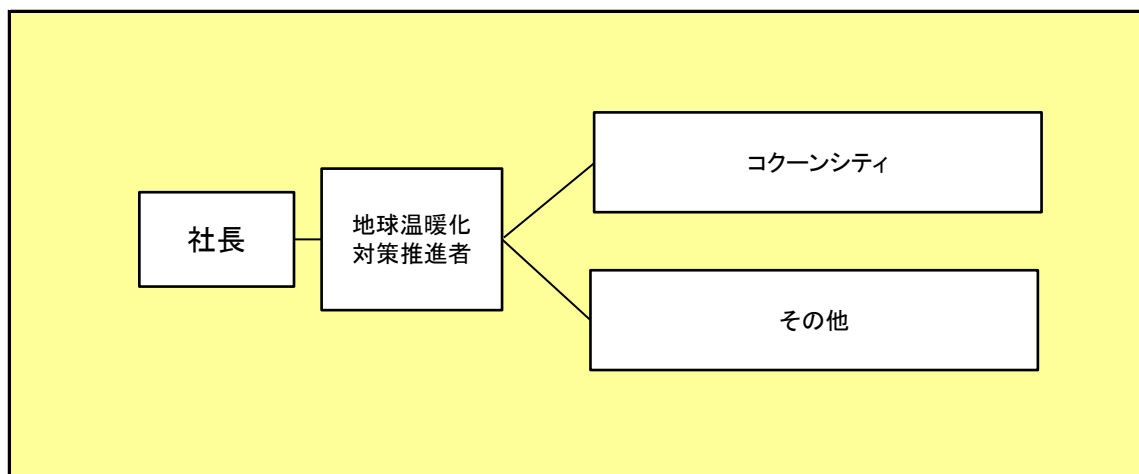 社長
地球温暖化
対策推進者
コクーンシティ
その他